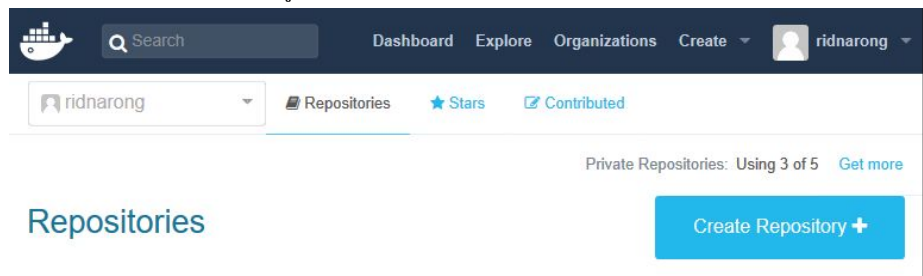 Search Dashboard Explore Organizations Create ridnarong
ridnarong Repositories Stars Contributed
Private Repositories: Using 3 of 5 Get more
Repositories Create Repository +